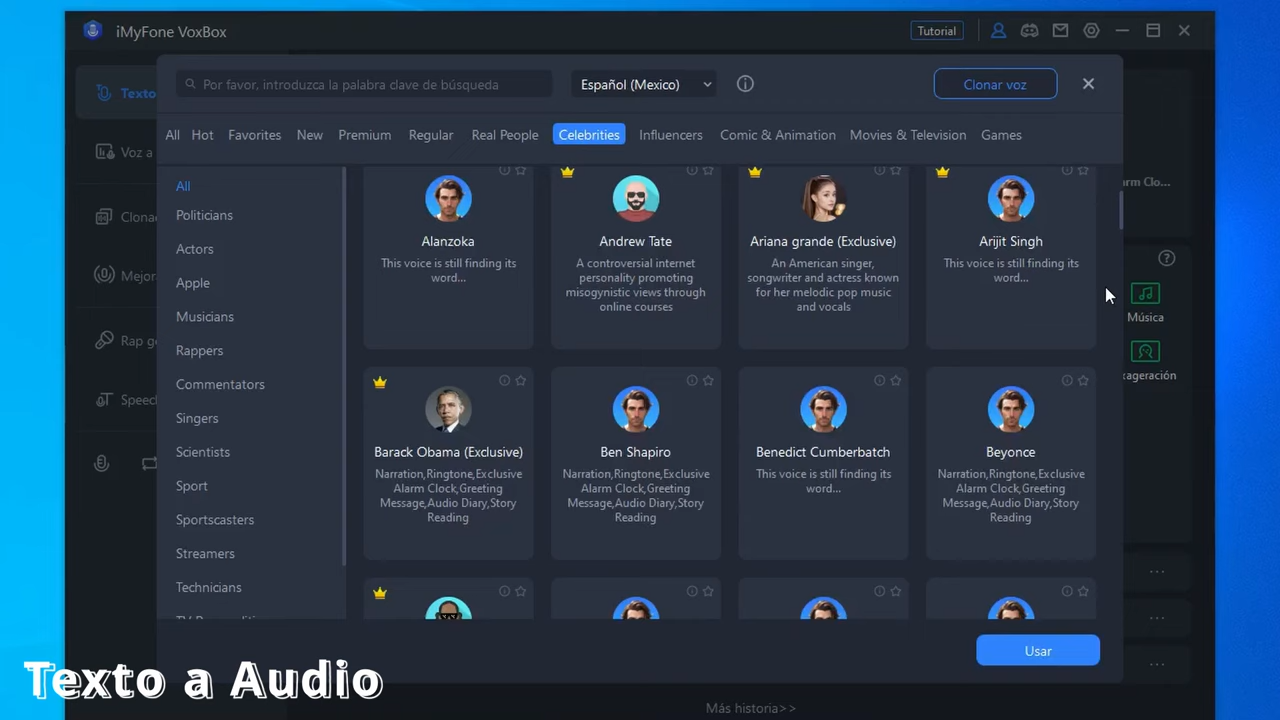 iMyFone VoxBox
Tutorial
Por favor, introduzca la palabra clave de búsqueda
Español (Mexico)
Clonar voz
All Hot Favorites New Premium Regular Real People Celebrities Influencers Comic & Animation Movies & Television Games
Texto
Voz a
Clonac
Mejor
Rap ge
Speec
All
Politicians
Actors
Apple
Musicians
Rappers
Commentators
Singers
Scientists
Sport
Sportscasters
Streamers
Technicians
Alanzoka
This voice is still finding its
word...
Andrew Tate
A controversial internet
personality promoting
misogynistic views through
online courses
Ariana grande (Exclusive)
An American singer,
songwriter and actress known
for her melodic pop music
and vocals
Arijit Singh
This voice is still finding its
word...
Barack Obama (Exclusive)
Narration,Ringtone,Exclusive
Alarm Clock,Greeting
Message,Audio Diary,Story
Reading
Ben Shapiro
Narration,Ringtone,Exclusive
Alarm Clock,Greeting
Message,Audio Diary,Story
Reading
Benedict Cumberbatch
This voice is still finding its
word...
Beyonce
Narration,Ringtone,Exclusive
Alarm Clock,Greeting
Message,Audio Diary,Story
Reading
arm Clo...
Música
xageración
Usar
Más historia>>
Texto a Audio